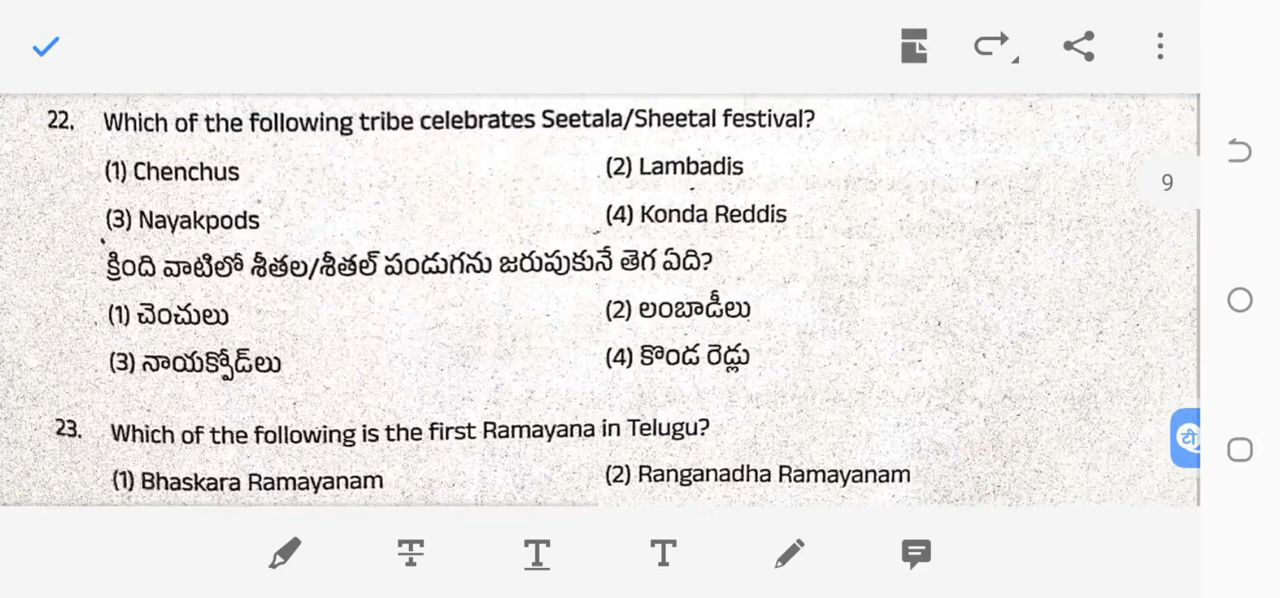 22. Which of the following tribe celebrates Seetala/Sheetal festival?
(1) Chenchus (2) Lambadis
(3) Nayakpods (4) Konda Reddis
క్రింది వాటిలో శీతల/శీతల్ పండుగను జరుపుకునే తెగ ఏది?
(1) చెంచులు (2) లంబాడీలు
(3) నాయక్పోడ్‌లు (4) కొండ రెడ్లు
9
23. Which of the following is the first Ramayana in Telugu?
(1) Bhaskara Ramayanam (2) Ranganadha Ramayanam
टी
T T T